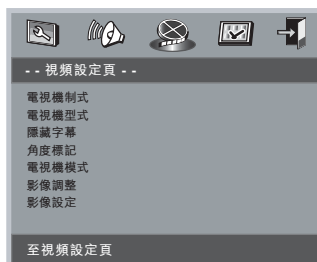 - - 視頻設定頁 - -
電視機制式
電視機型式
隱藏字幕
角度標記
電視機模式
影像調整
影像設定
至視頻設定頁